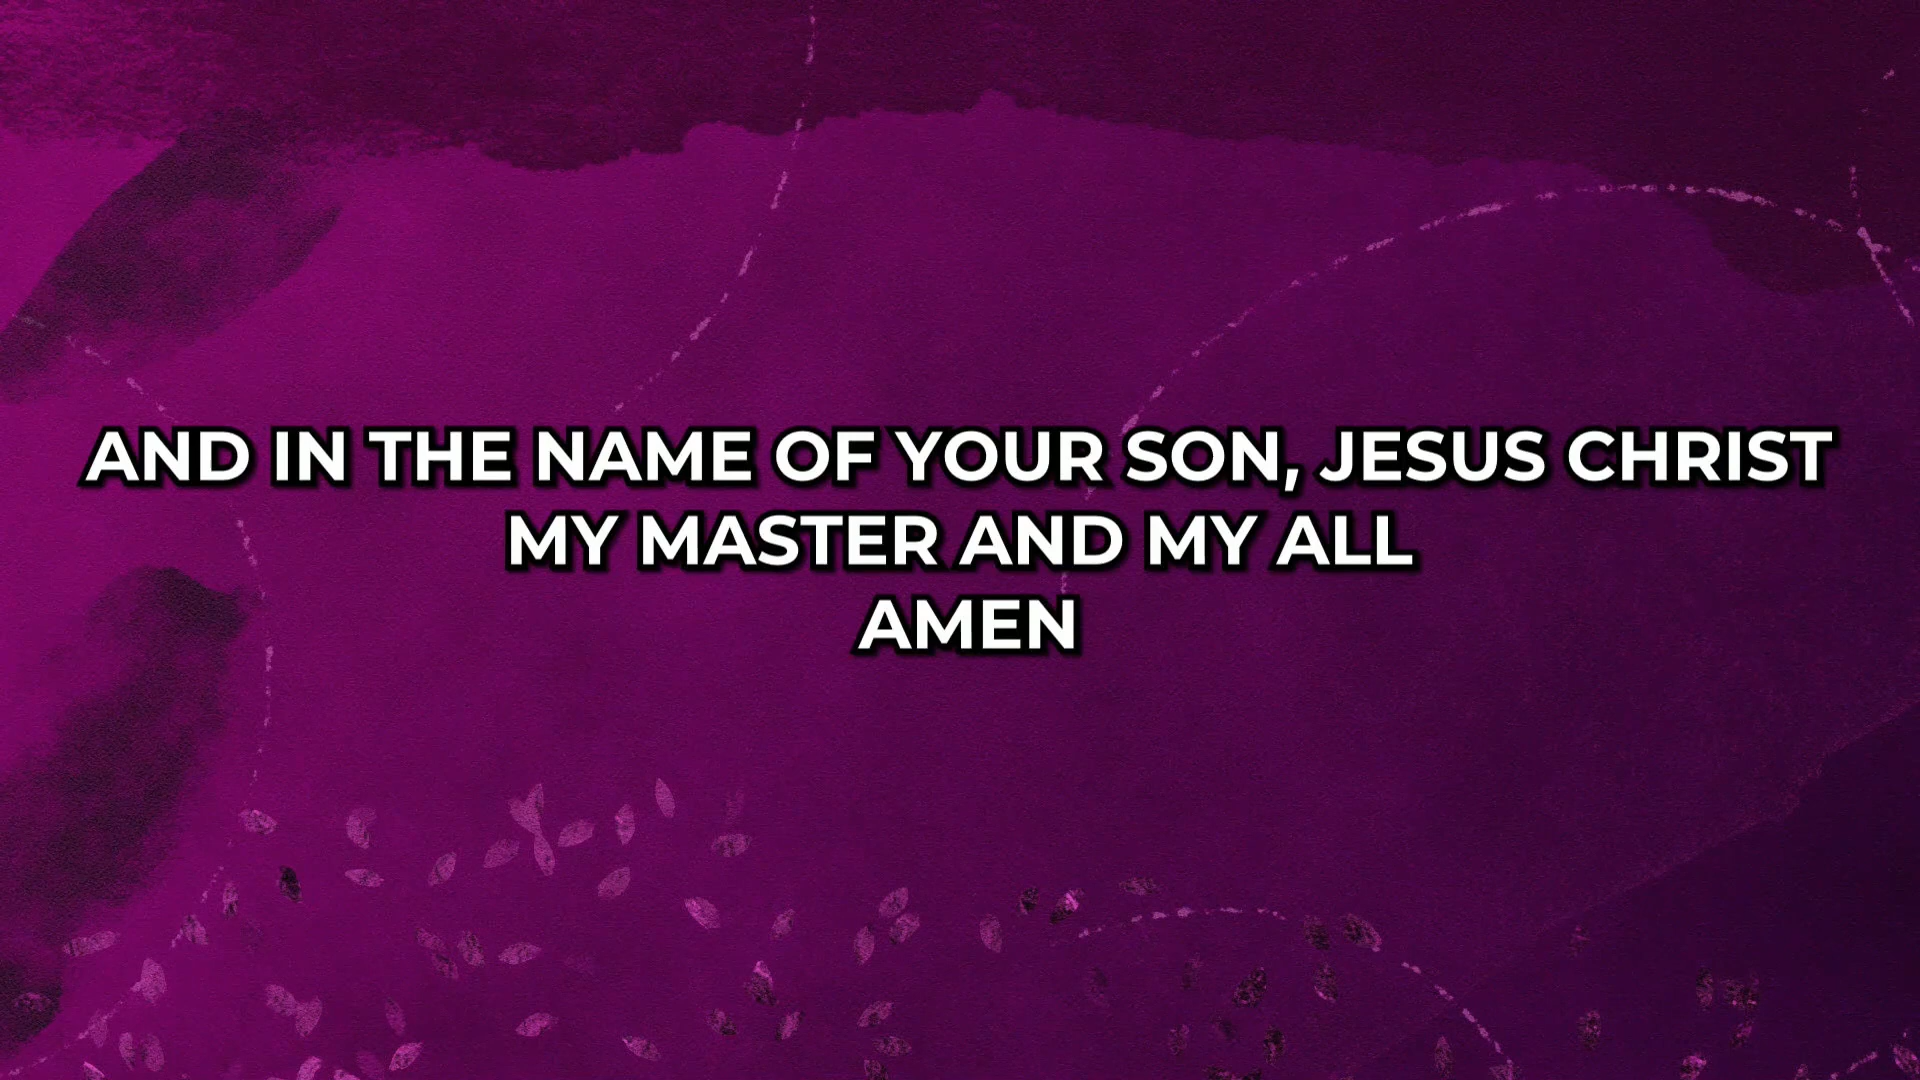 AND IN THE NAME OF YOUR SON, JESUS CHRIST
MY MASTER AND MY ALL
AMEN